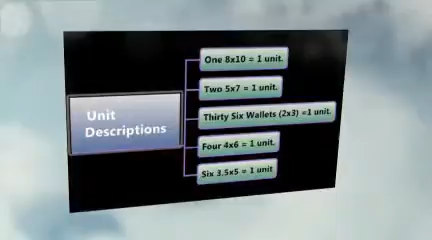 Unit
Descriptions
One 8x10 = 1 unit.
Two 5x7 = 1 unit.
Thirty Six Wallets (2x3) =1 unit.
Four 4x6 = 1 unit.
Six 3.5x5 = 1 unit